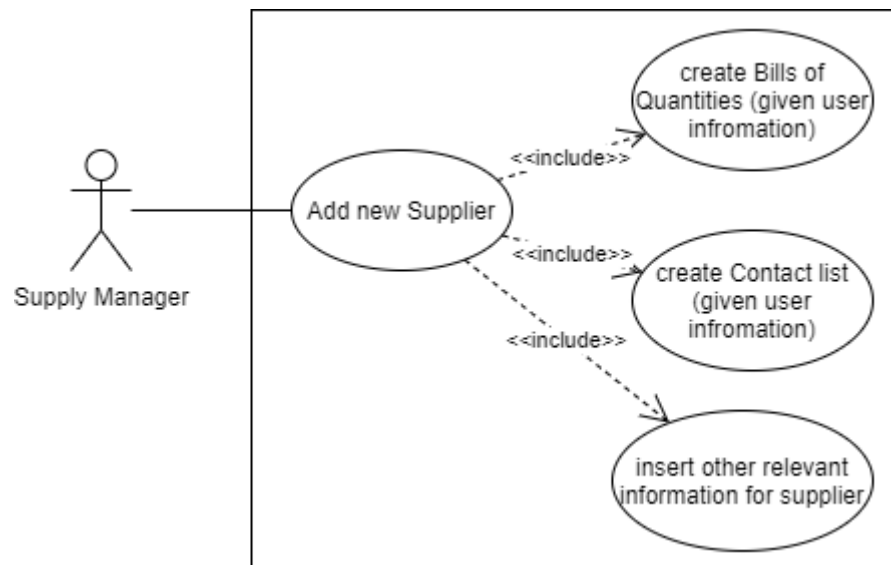 create Bills of
Quantities (given user
infromation)
<<include>>
Add new Supplier
<<include>>
create Contact list
(given user
infromation)
Supply Manager
<<include>>
insert other relevant
information for supplier